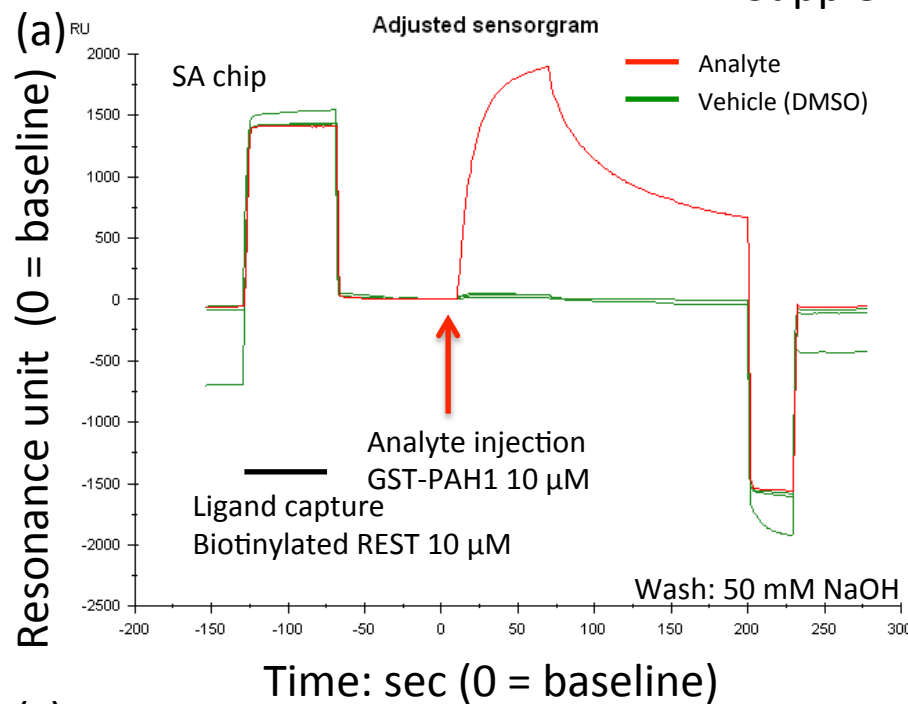 (a)
RU
Adjusted sensorgram
Resonance unit (0 = baseline)
2000
1500
1000
500
0
-500
-1000
-1500
-2000
-2500
SA chip
Analyte
Vehicle (DMSO)
Analyte injection
GST-PAH1 10 µM
Ligand capture
Biotinylated REST 10 µM
Wash: 50 mM NaOH
-200
-150
-100
-50
0
50
100
150
200
250
300
Time: sec (0 = baseline)